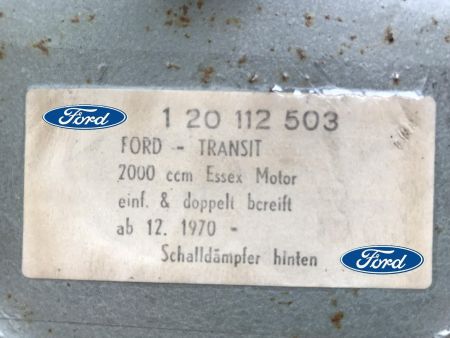 Ford
1 20 112 503
FORD - TRANSIT
2000 ccm Essex Motor
einf. & doppelt bereift
ab 12. 1970 -
Schalldämpfer hinten
Ford